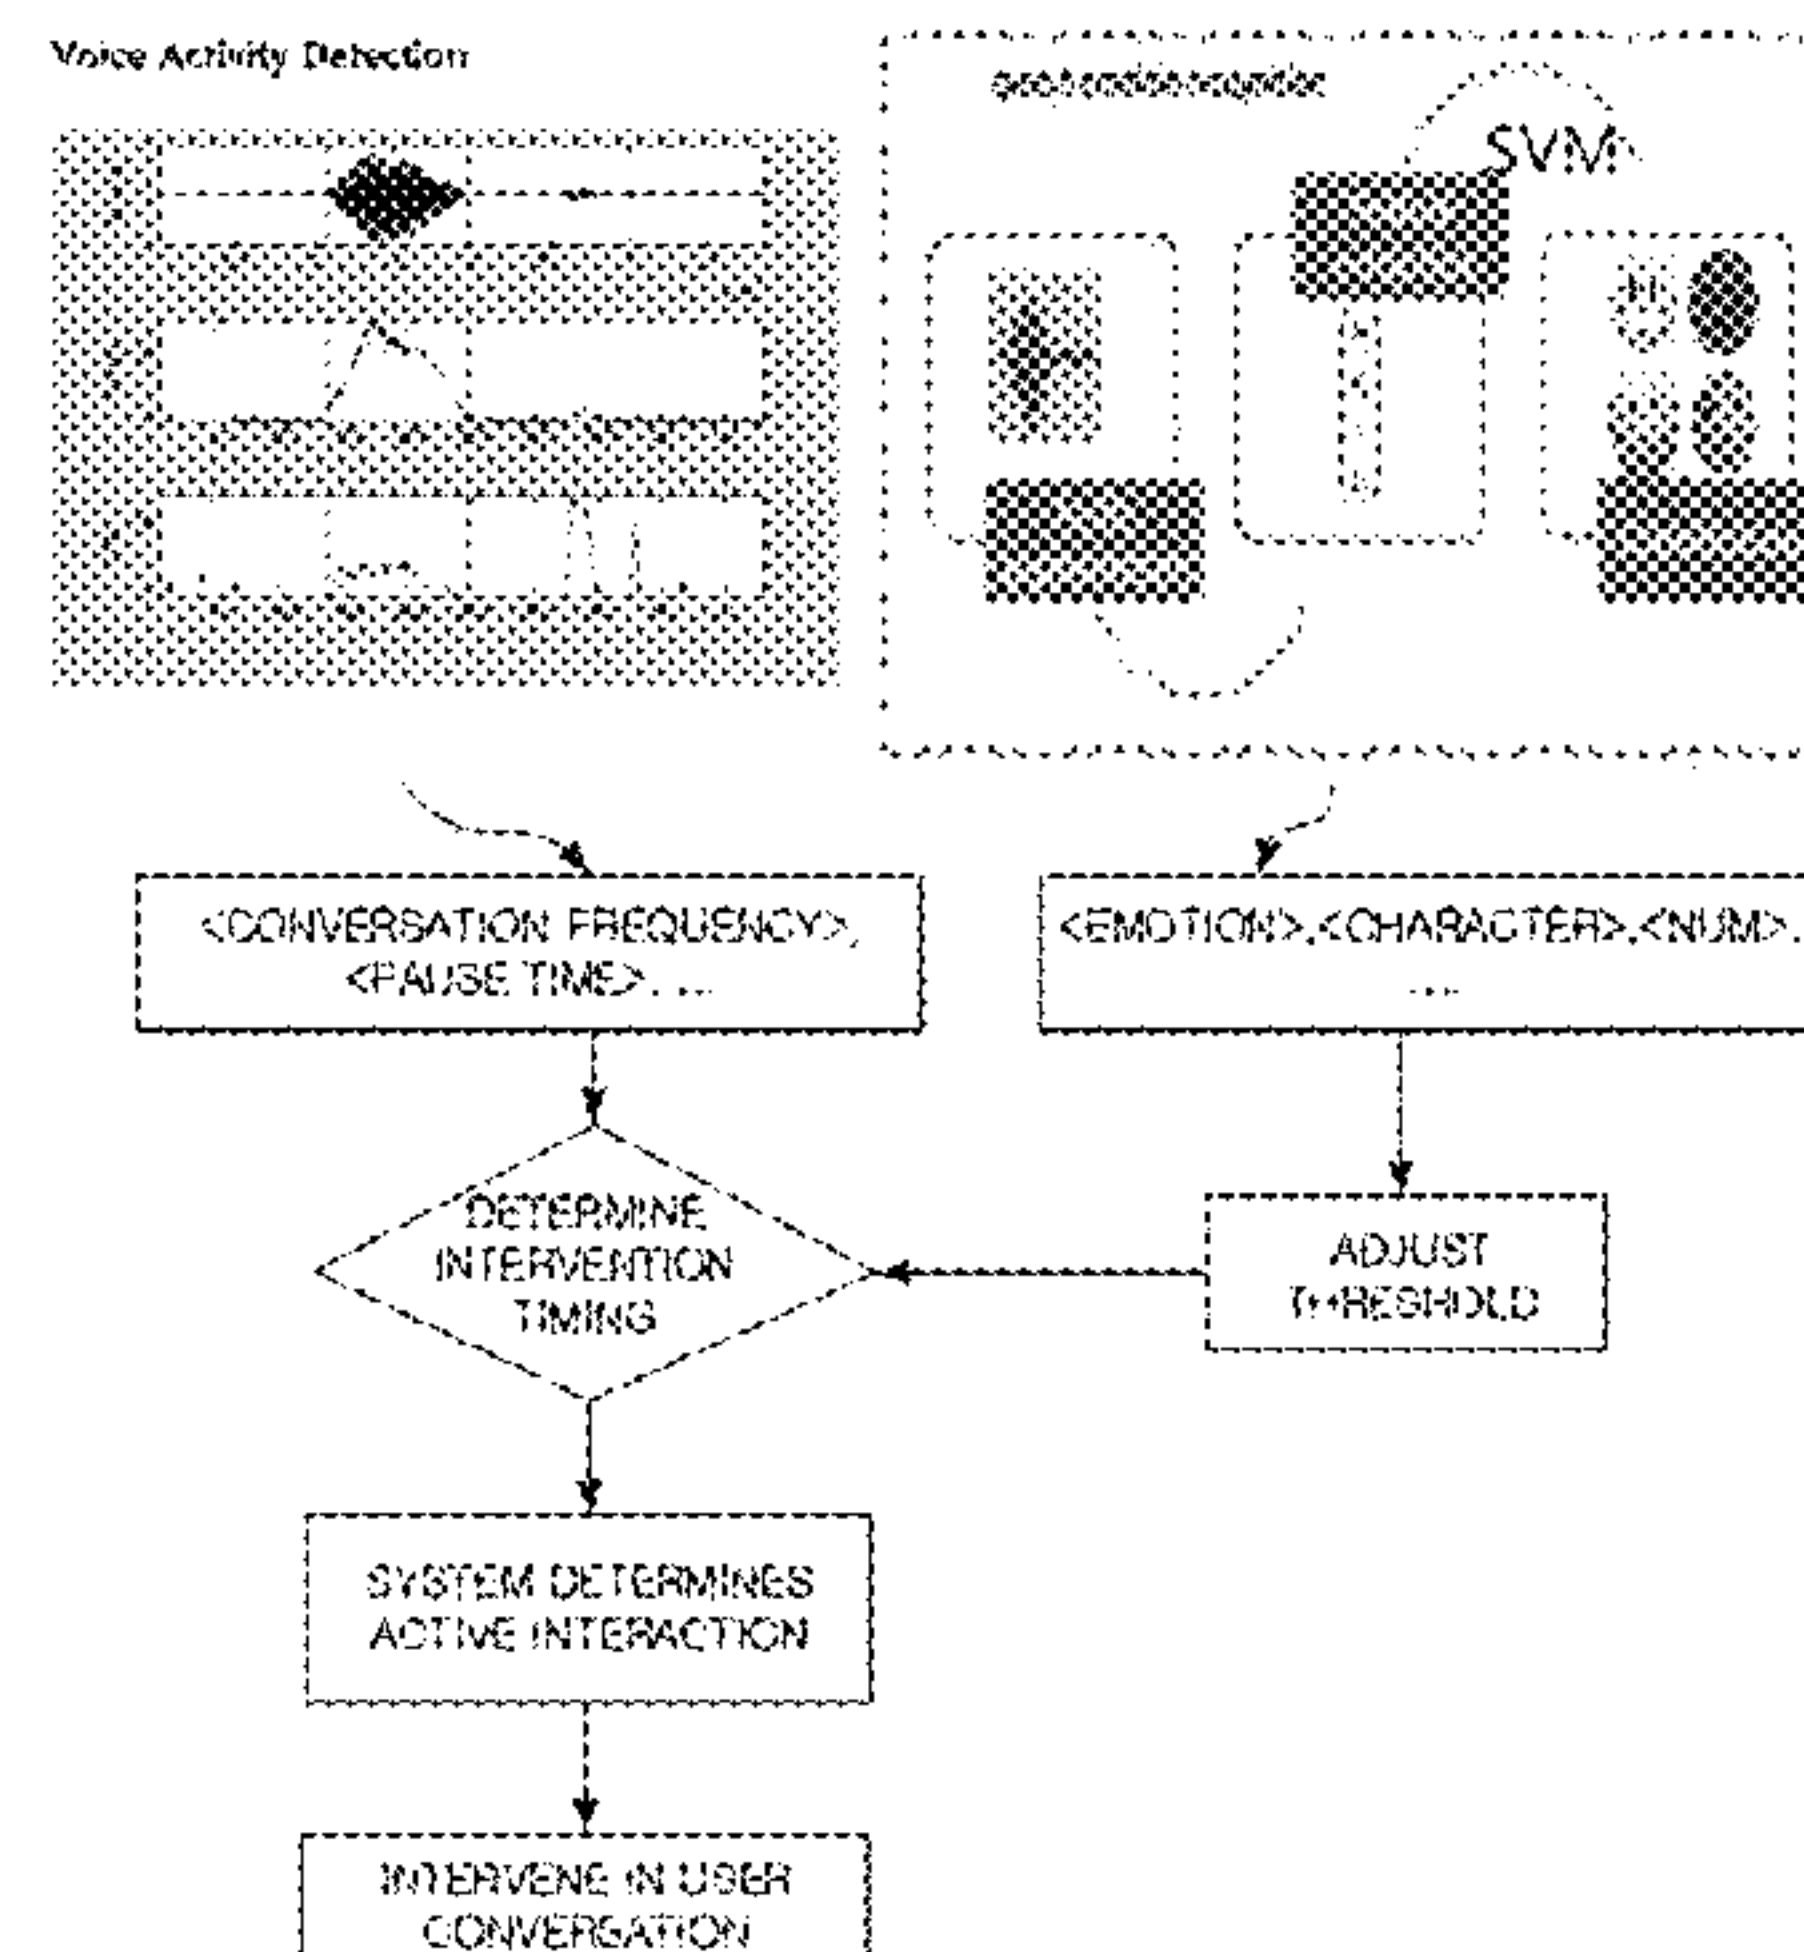 Voice Activity Detection
SVM
<CONVERSATION FREQUENCY>,
<PAUSE TIME>, ...
<EMOTION>,<CHARACTER>,<NUM>,
...
DETERMINE
INTERVENTION
TIMING
ADJUST
THRESHOLD
SYSTEM DETERMINES
ACTIVE INTERACTION
INTERVENE IN USER
CONVERSATION